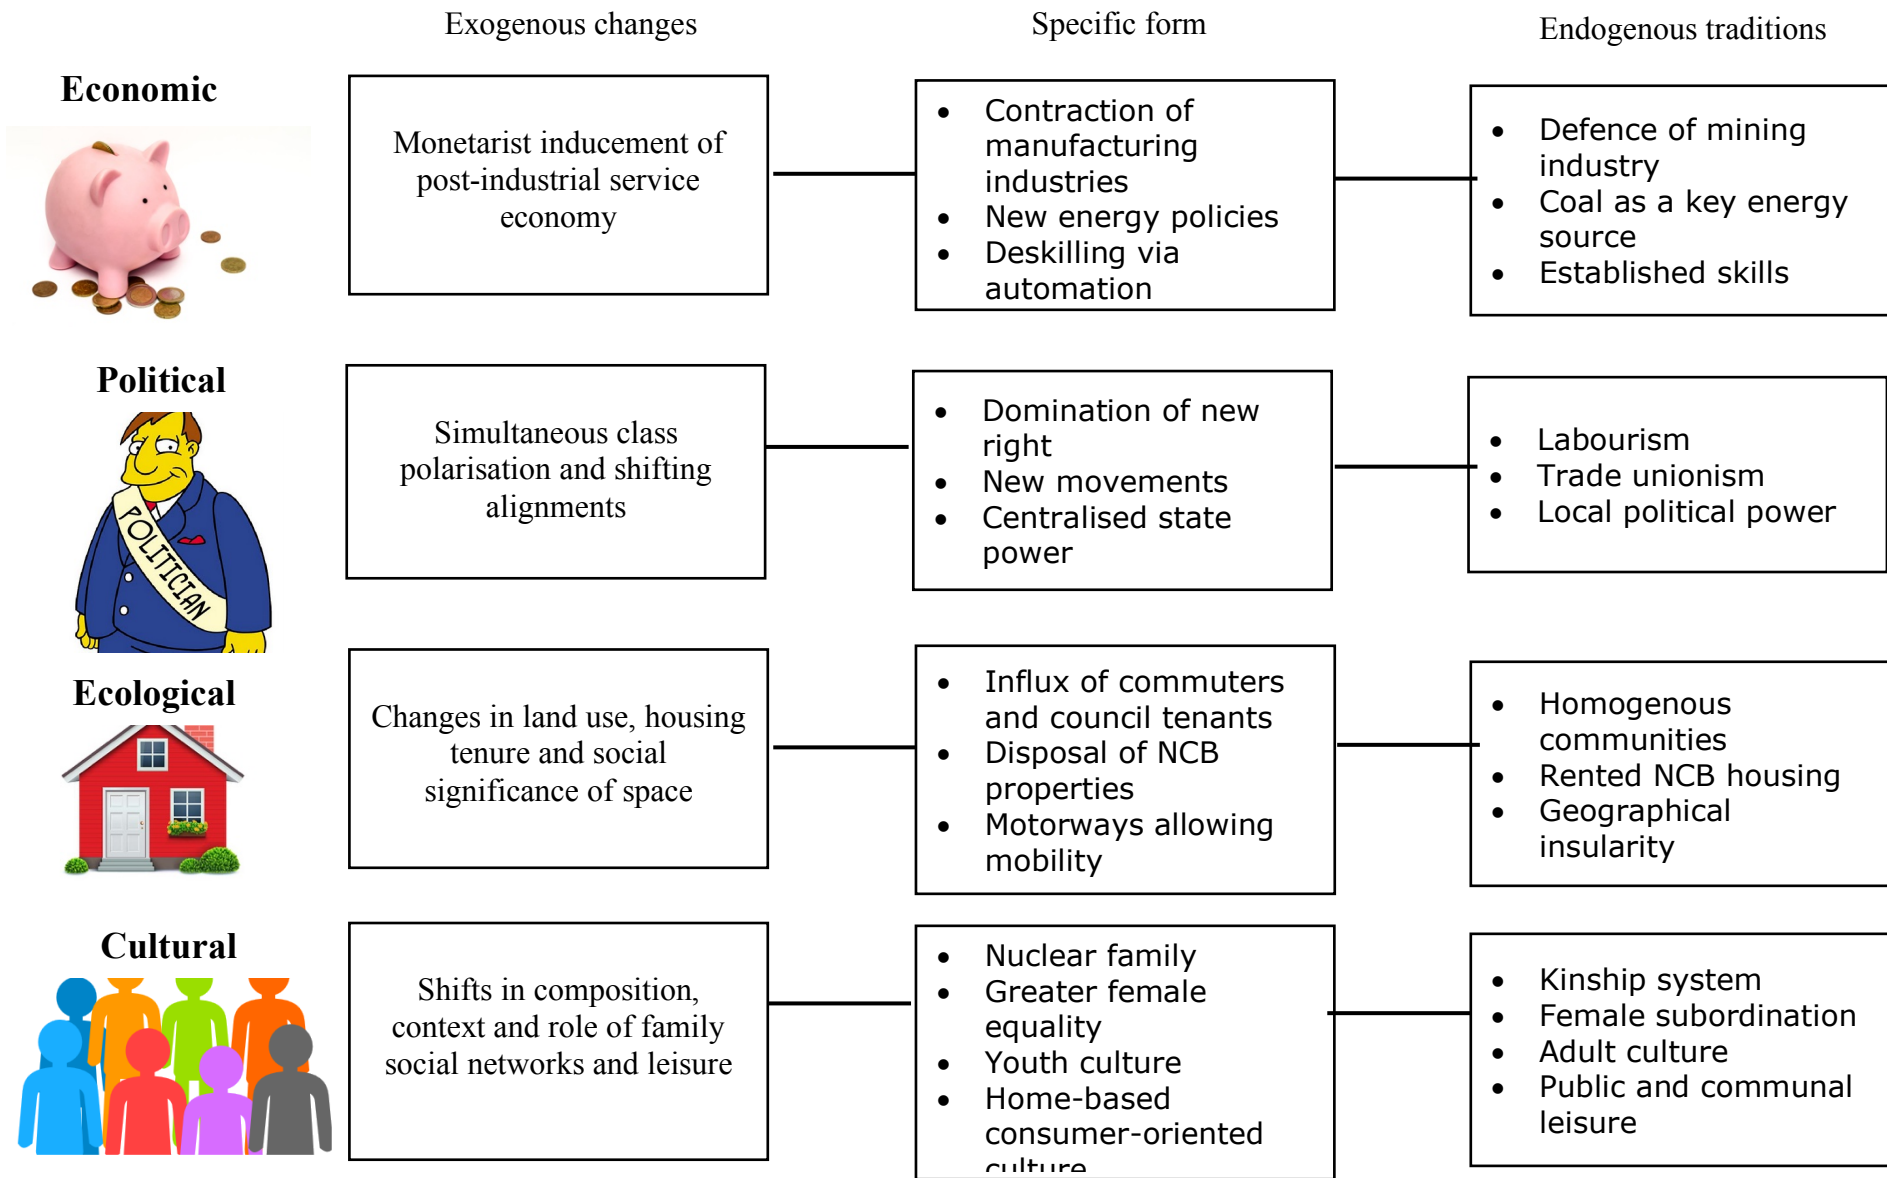 Exogenous changes
Specific form
Endogenous traditions
Economic
Monetarist inducement of
post-industrial service
economy
• Contraction of
manufacturing
industries
• New energy policies
• Deskilling via
automation
• Defence of mining
industry
• Coal as a key energy
source
• Established skills
Political
POLITICIAN
Simultaneous class
polarisation and shifting
alignments
• Domination of new
right
• New movements
• Centralised state
power
• Labourism
• Trade unionism
• Local political power
Ecological
Changes in land use, housing
tenure and social
significance of space
• Influx of commuters
and council tenants
• Disposal of NCB
properties
• Motorways allowing
mobility
• Homogenous
communities
• Rented NCB housing
• Geographical
insularity
Cultural
Shifts in composition,
context and role of family
social networks and leisure
• Nuclear family
• Greater female
equality
• Youth culture
• Home-based
consumer-oriented
culture
• Kinship system
• Female subordination
• Adult culture
• Public and communal
leisure